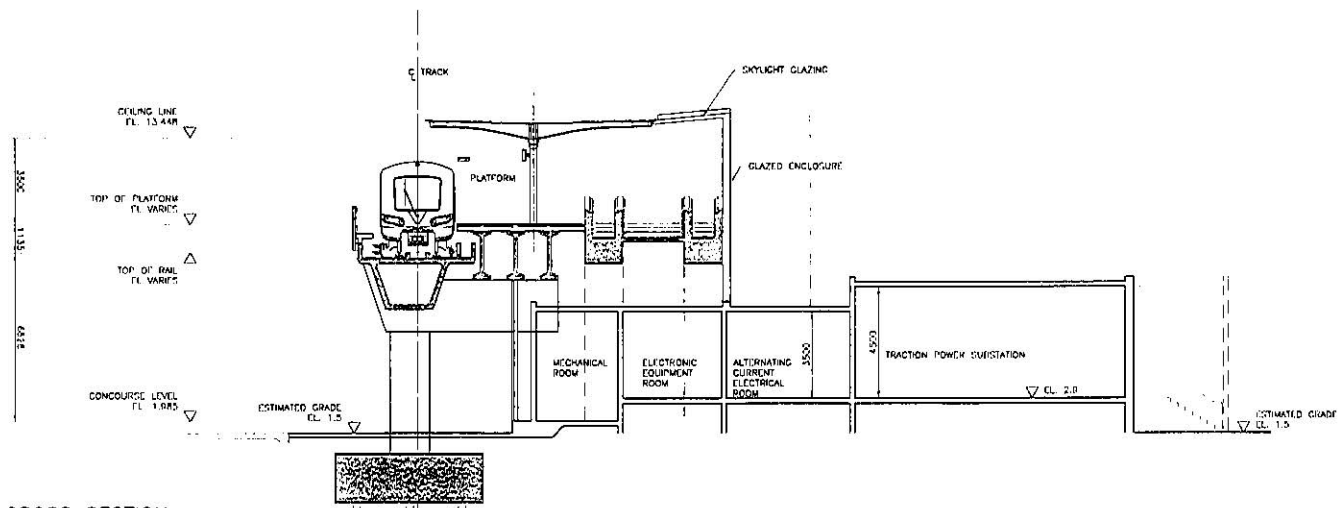 ℄ TRACK
SKYLIGHT GLAZING
CEILING LINE
EL. 13.448
GLAZED ENCLOSURE
PLATFORM
3500
TOP OF PLATFORM
EL VARIES
1135
TOP OF RAIL
EL VARIES
MECHANICAL
ROOM
ELECTRONIC
EQUIPMENT
ROOM
ALTERNATING
CURRENT
ELECTRICAL
ROOM
3500
4500
TRACTION POWER SUBSTATION
EL. 2.0
CONCOURSE LEVEL
EL 1.985
ESTIMATED GRADE
EL. 1.5
ESTIMATED GRADE
EL. 1.5